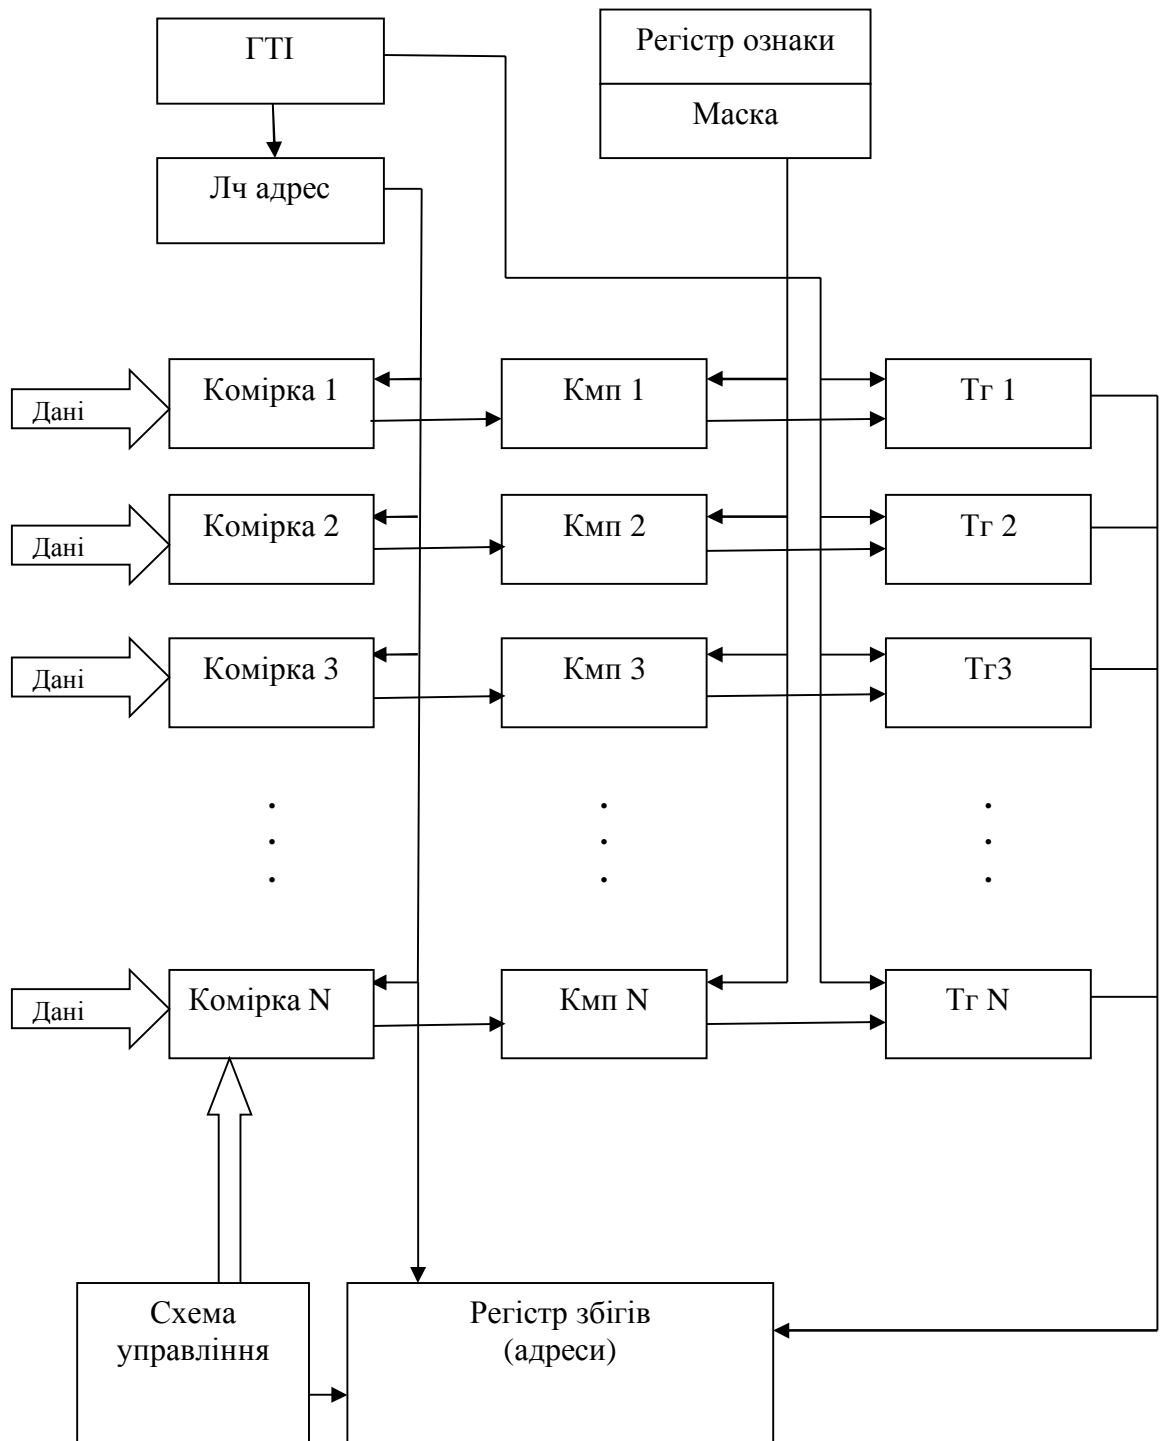 ГТІ
Регістр ознаки
Маска
Лч адрес
Дані
Комірка 1
Кмп 1
Тг 1
Дані
Комірка 2
Кмп 2
Тг 2
Дані
Комірка 3
Кмп 3
Тг3
Дані
Комірка N
Кмп N
Тг N
Схема
управління
Регістр збігів
(адреси)